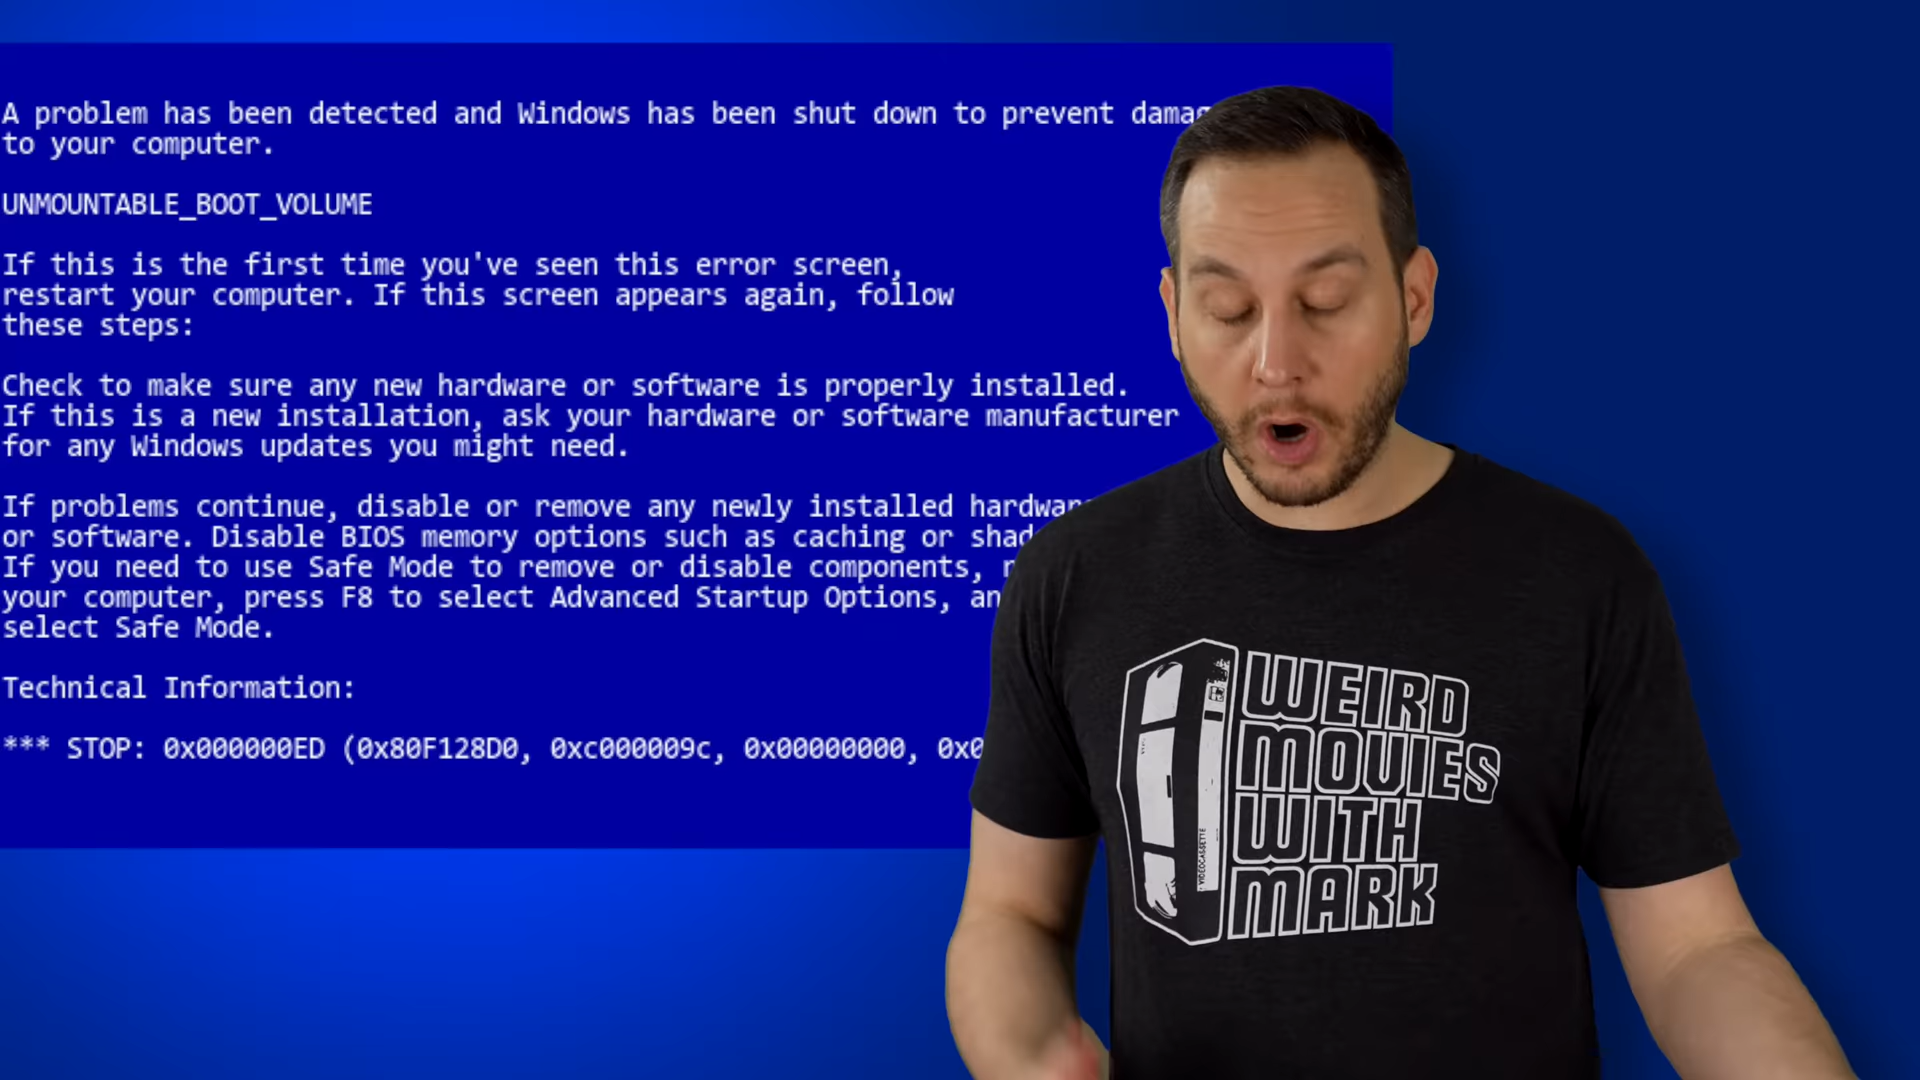 A problem has been detected and Windows has been shut down to prevent
to your computer.
UNMOUNTABLE_BOOT_VOLUME
If this is the first time you've seen this error screen,
restart your computer. If this screen appears again, follow
these steps:
Check to make sure any new hardware or software is properly installed.
If this is a new installation, ask your hardware or software manufacturer
for any Windows updates you might need.
If problems continue, disable or remove any newly installed
or software. Disable BIOS memory options such as caching or
If you need to use Safe Mode to remove or disable components,
your computer, press F8 to select Advanced Startup Options,
select Safe Mode.
Technical Information:
*** STOP: 0x000000ED (0x80F128D0, 0xc000009c, 0x00000000,
WEIRD
MOVIES
WITH
MARK
VIDEOCASSETTE